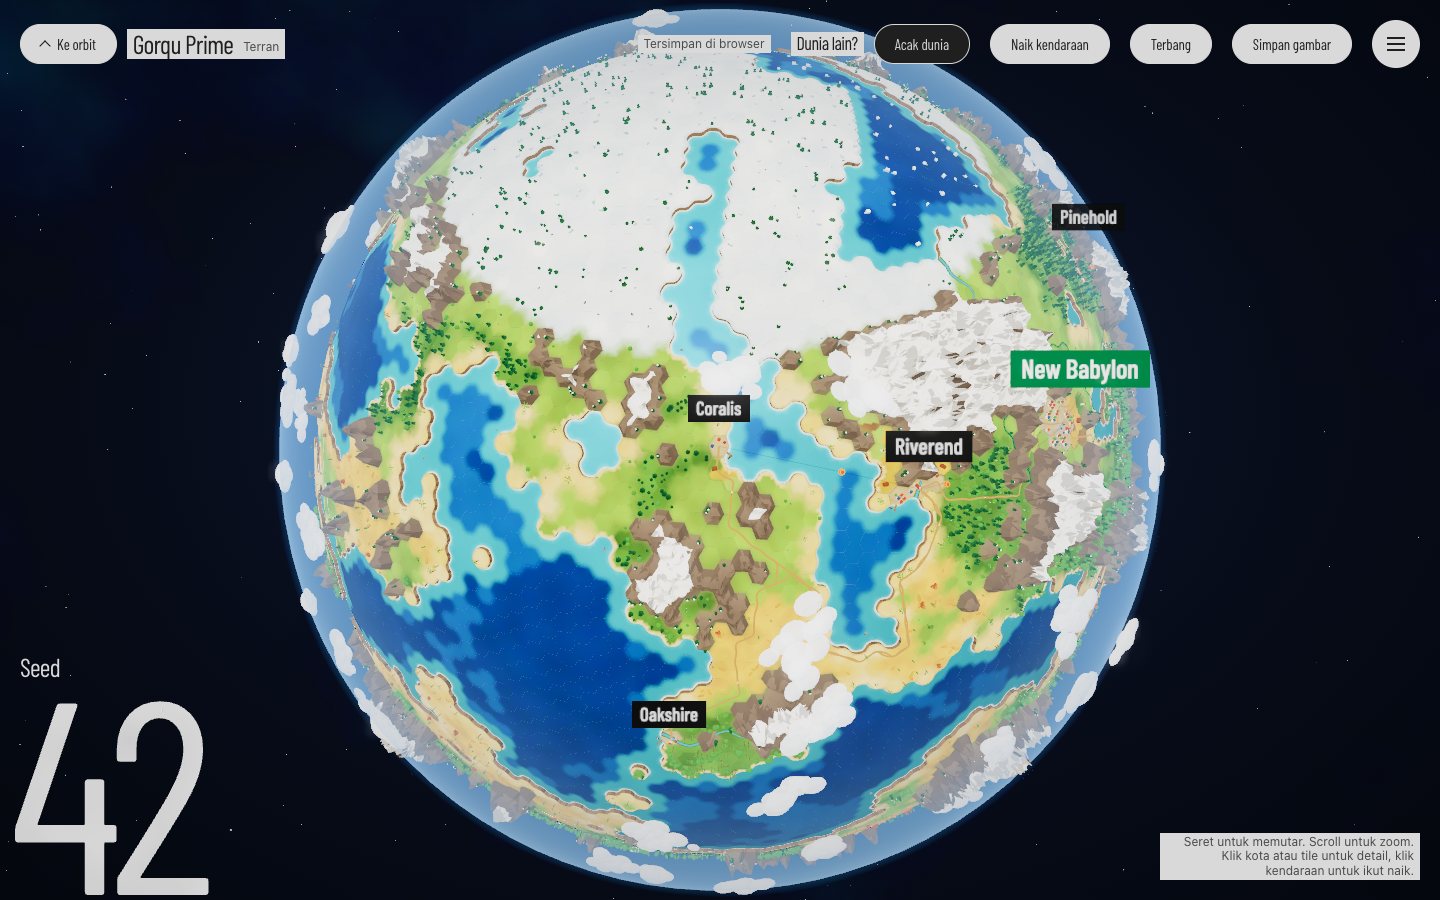 Ke orbit
Gorqu Prime
Terran
Tersimpan di browser
Dunia lain?
Acak dunia
Naik kendaraan
Terbang
Simpan gambar
Pinehold
New Babylon
Coralis
Riverend
Oakshire
Seed
42
Seret untuk memutar. Scroll untuk zoom.
Klik kota atau tile untuk detail, klik
kendaraan untuk ikut naik.